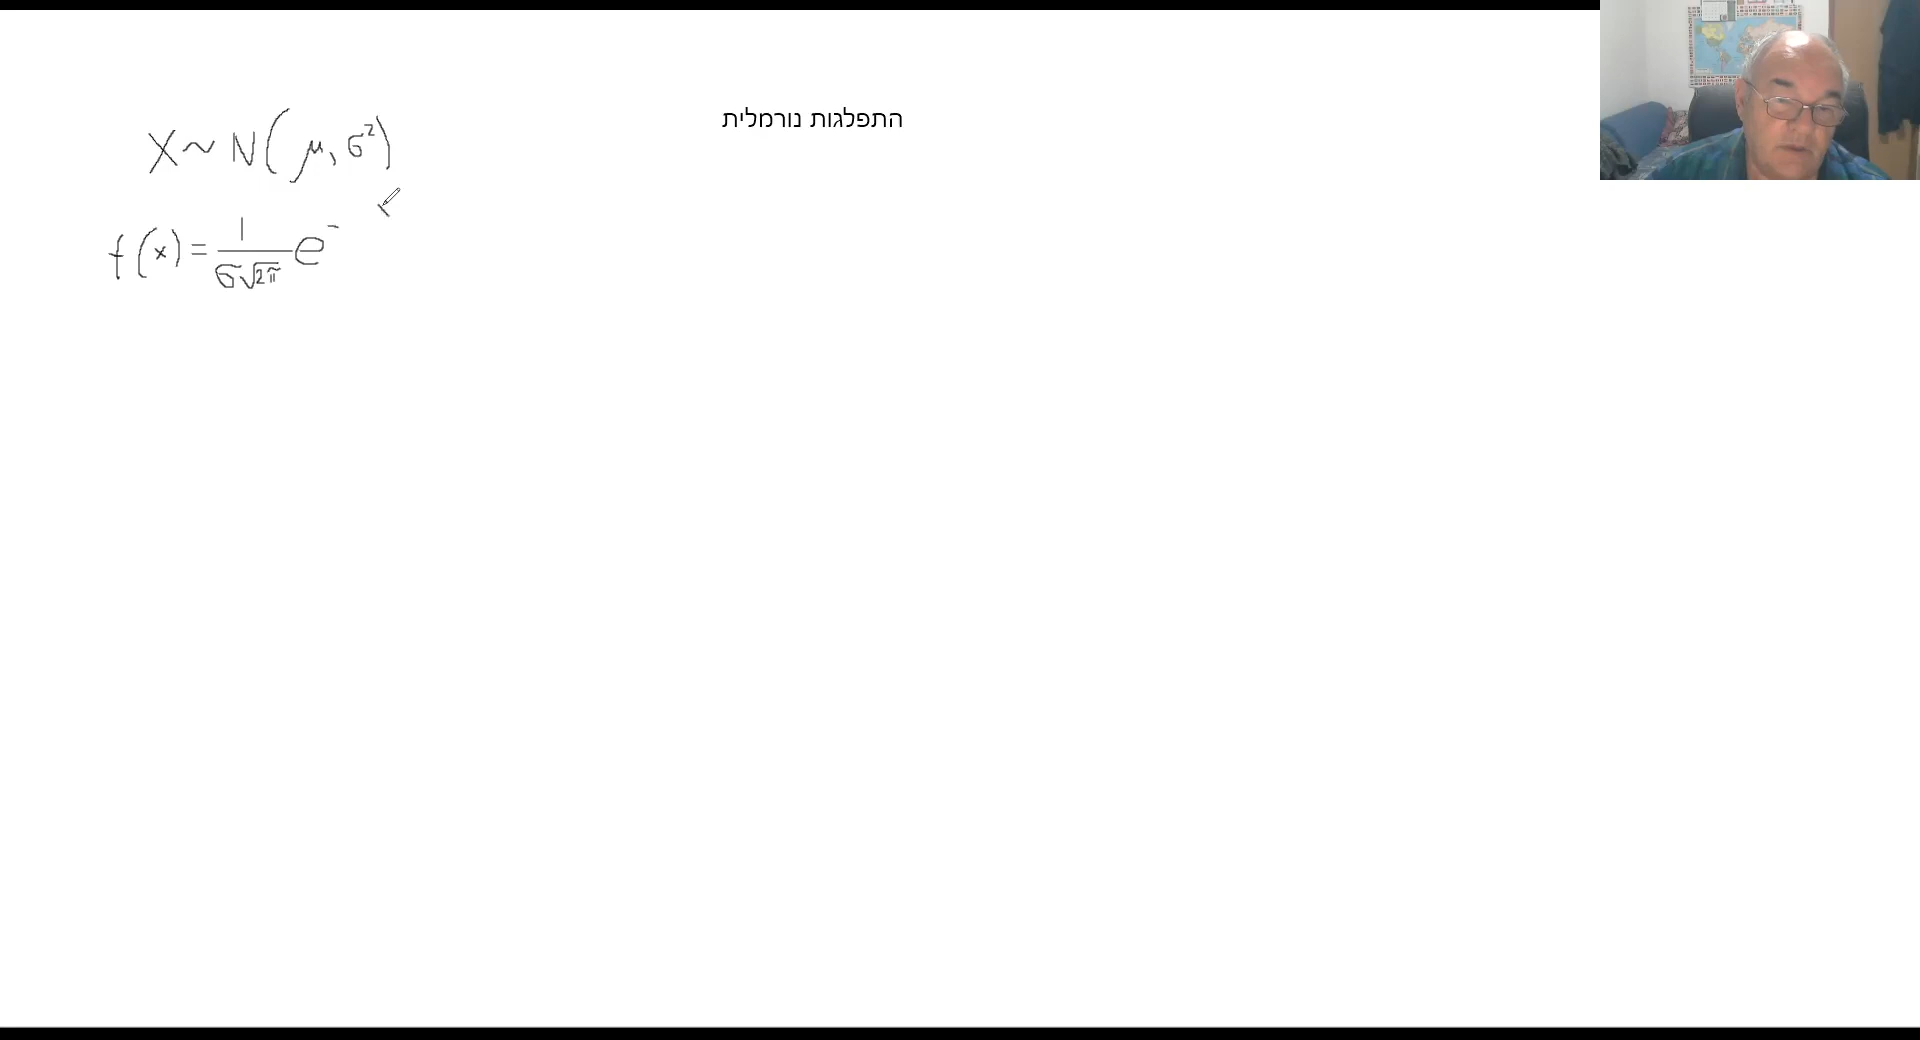 התפלגות נורמלית
X ~ N(μ, σ²)
f(x) = 1/(σ√2π) e⁻